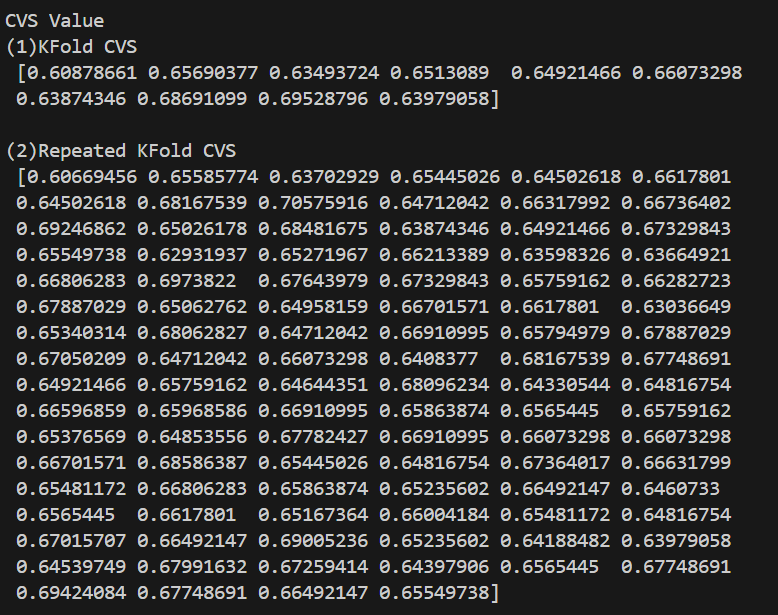 CVS Value
(1)KFold CVS
[0.60878661 0.65690377 0.63493724 0.6513089  0.64921466 0.66073298
0.63874346 0.68691099 0.69528796 0.63979058]
(2)Repeated KFold CVS
[0.60669456 0.65585774 0.63702929 0.65445026 0.64502618 0.6617801
0.64502618 0.68167539 0.70575916 0.64712042 0.66317992 0.66736402
0.69246862 0.65026178 0.68481675 0.63874346 0.64921466 0.67329843
0.65549738 0.62931937 0.65271967 0.66213389 0.63598326 0.63664921
0.66806283 0.6973822  0.67643979 0.67329843 0.65759162 0.66282723
0.67887029 0.65062762 0.64958159 0.66701571 0.6617801  0.63036649
0.65340314 0.68062827 0.64712042 0.66910995 0.65794979 0.67887029
0.67050209 0.64712042 0.66073298 0.6408377  0.68167539 0.67748691
0.64921466 0.65759162 0.64644351 0.68096234 0.64330544 0.64816754
0.66596859 0.65968586 0.66910995 0.65863874 0.6565445  0.65759162
0.65376569 0.64853556 0.67782427 0.66910995 0.66073298 0.66073298
0.66701571 0.68586387 0.65445026 0.64816754 0.67364017 0.66631799
0.65481172 0.66806283 0.65863874 0.65235602 0.66492147 0.6460733
0.6565445  0.6617801  0.65167364 0.66004184 0.65481172 0.64816754
0.67015707 0.66492147 0.69005236 0.65235602 0.64188482 0.63979058
0.64539749 0.67991632 0.67259414 0.64397906 0.6565445  0.67748691
0.69424084 0.67748691 0.66492147 0.65549738]